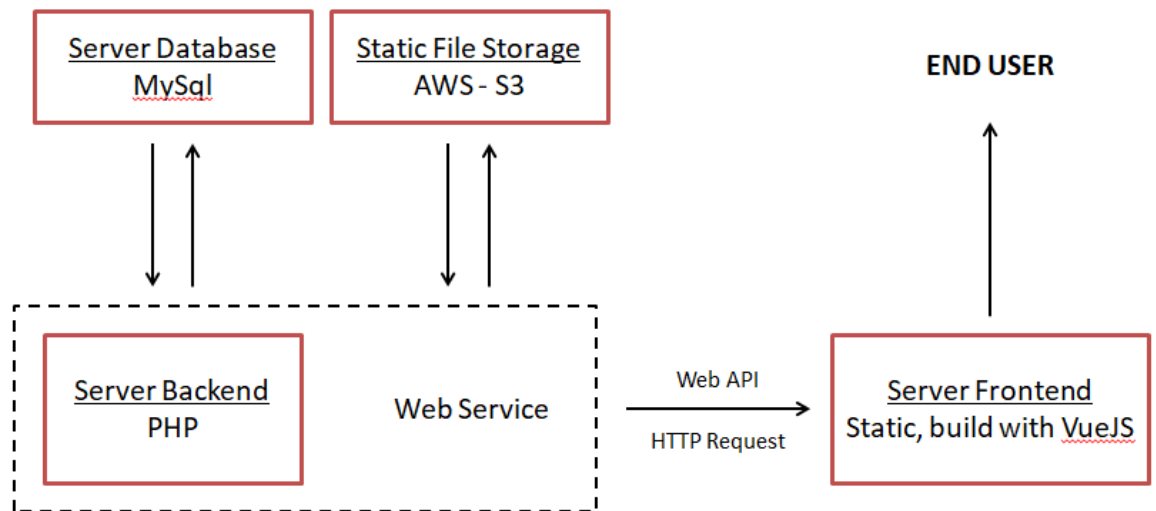 Server Database
MySql
Static File Storage
AWS - S3
END USER
Server Backend
PHP
Web Service
Web API
HTTP Request
Server Frontend
Static, build with VueJS